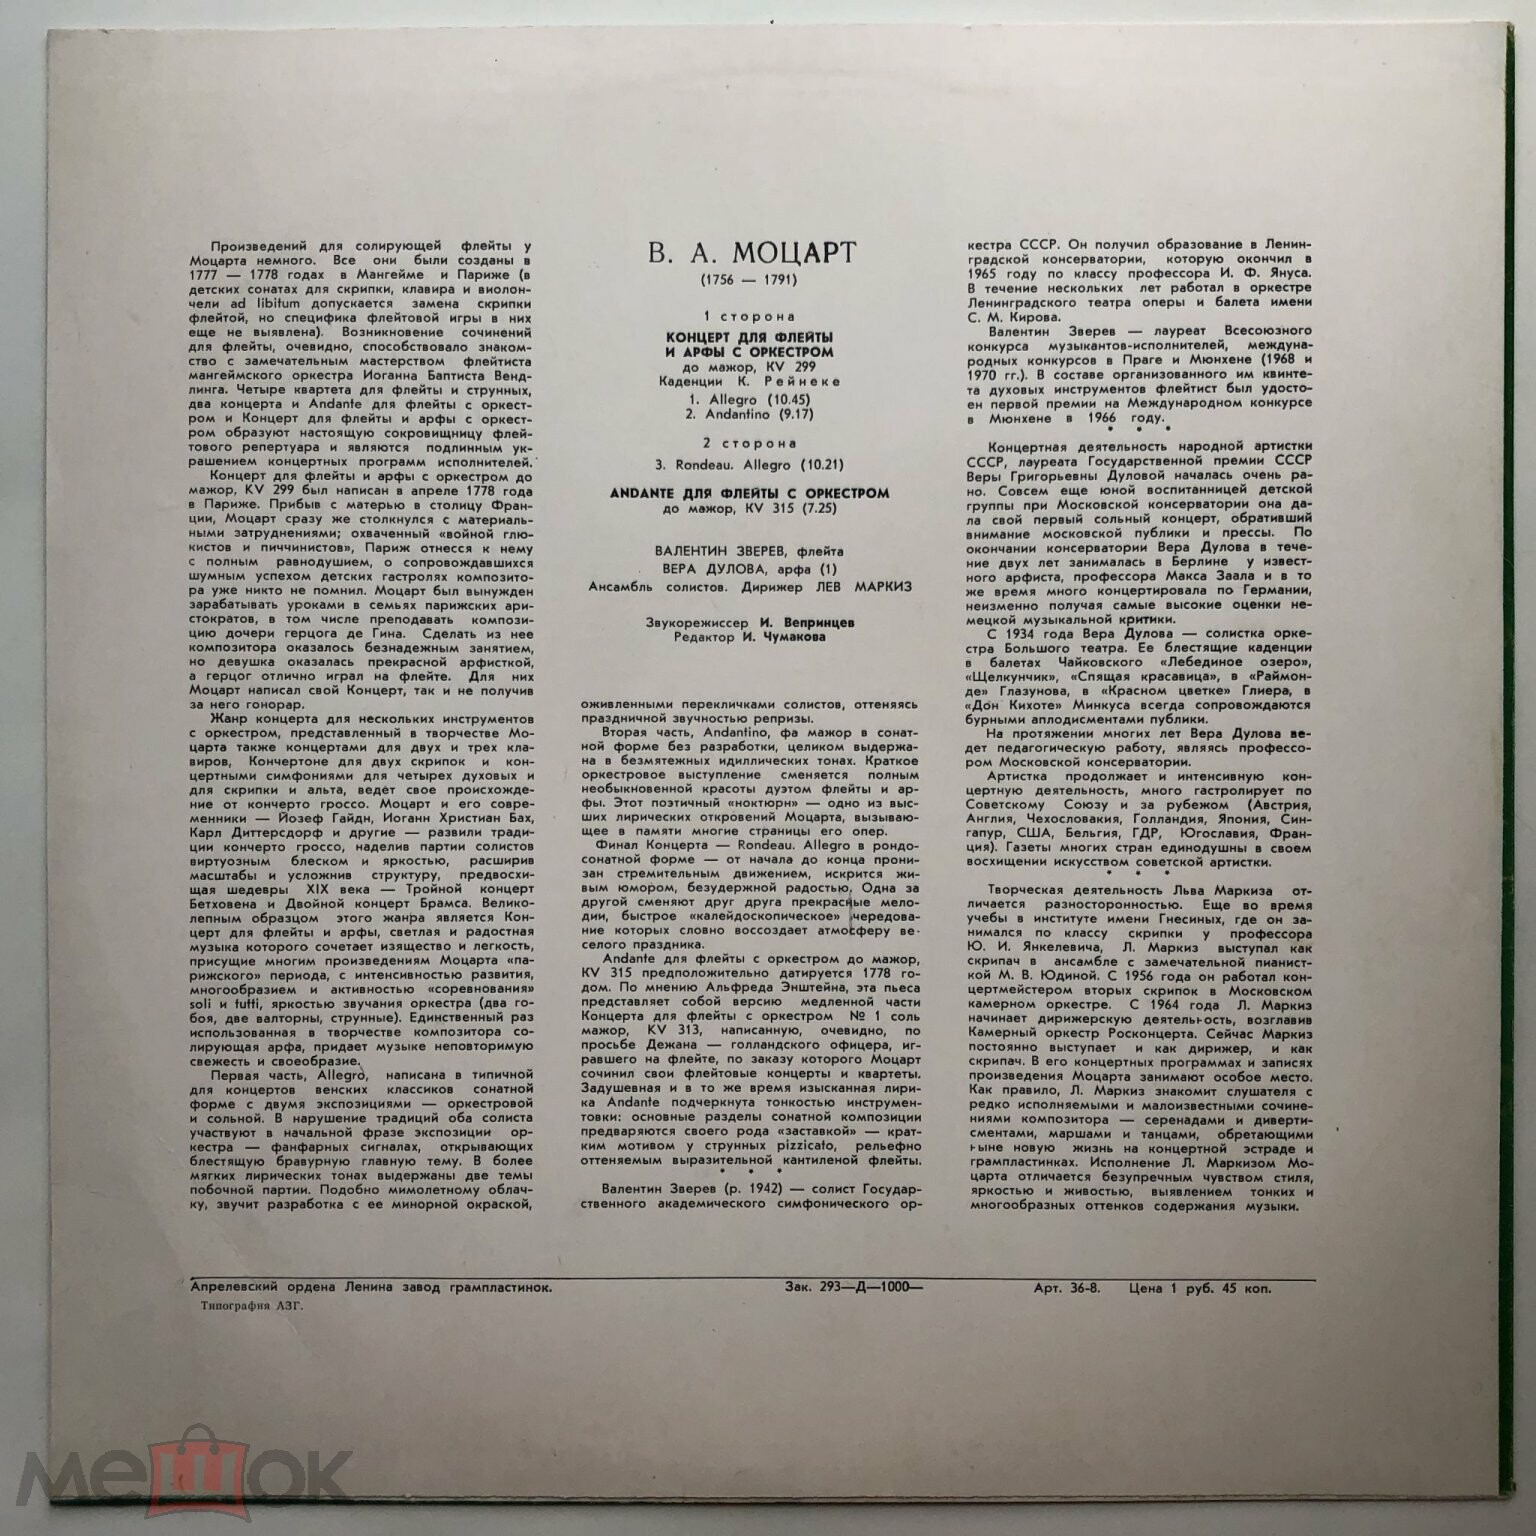 Произведений для солирующей флейты у
Моцарта немного. Все они были созданы в
1777 — 1778 годах в Мангейме и Париже (в
детских сонатах для скрипки, клавира и виолон-
чели ad libitum допускается замена скрипки
флейтой, но специфика флейтовой игры в них
еще не выявлена). Возникновение сочинений
для флейты, очевидно, способствовало знаком-
ство с замечательным мастерством флейтиста
мангеймского оркестра Иоганна Баптиста Венд-
линга. Четыре квартета для флейты и струнных,
два концерта и Andante для флейты с оркест-
ром и Концерт для флейты и арфы с оркест-
ром образуют настоящую сокровищницу флей-
тового репертуара и являются подлинным ук-
рашением концертных программ исполнителей.
Концерт для флейты и арфы с оркестром до
мажор, KV 299 был написан в апреле 1778 года
в Париже. Прибыв с матерью в столицу Фран-
ции, Моцарт сразу же столкнулся с материаль-
ными затруднениями; охваченный «войной глю-
кистов и пиччинистов», Париж отнесся к нему
с полным равнодушием, о сопровождавшихся
шумным успехом детских гастролях композито-
ра уже никто не помнил. Моцарт был вынужден
зарабатывать уроками в семьях парижских ари-
стократов, в том числе преподавать компози-
цию дочери герцога де Гина. Сделать из нее
композитора оказалось безнадежным занятием,
но девушка оказалась прекрасной арфисткой,
а герцог отлично играл на флейте. Для них
Моцарт написал свой Концерт, так и не получив
за него гонорар.
Жанр концерта для нескольких инструментов
с оркестром, представленный в творчестве Мо-
царта также концертами для двух и трех кла-
виров, Кончертоне для двух скрипок и кон-
цертными симфониями для четырех духовых и
для скрипки и альта, ведёт свое происхожде-
ние от кончерто гроссо. Моцарт и его совре-
менники — Йозеф Гайдн, Иоганн Христиан Бах,
Карл Диттерсдорф и другие — развили тради-
ции кончерто гроссо, наделив партии солистов
виртуозным блеском и яркостью, расширив
масштабы и усложнив структуру, предвосхи-
щая шедевры XIX века — Тройной концерт
Бетховена и Двойной концерт Брамса. Велико-
лепным образцом этого жанра является Кон-
церт для флейты и арфы, светлая и радостная
музыка которого сочетает изящество и легкость,
присущие многим произведениям Моцарта «па-
рижского» периода, с интенсивностью развития,
многообразием и активностью «соревнования»
soli и tutti, яркостью звучания оркестра (два го-
боя, две валторны, струнные). Единственный раз
использованная в творчестве композитора со-
лирующая арфа, придает музыке неповторимую
свежесть и своеобразие.
Первая часть, Allegro, написана в типичной
для концертов венских классиков сонатной
форме с двумя экспозициями — оркестровой
и сольной. В нарушение традиций оба солиста
участвуют в начальной фразе экспозиции ор-
кестра — фанфарных сигналах, открывающих
блестящую бравурную главную тему. В более
мягких лирических тонах выдержаны две темы
побочной партии. Подобно мимолетному облач-
ку, звучит разработка с ее минорной окраской,
В. А. МОЦАРТ
(1756 — 1791)
1 сторона
КОНЦЕРТ ДЛЯ ФЛЕЙТЫ
И АРФЫ С ОРКЕСТРОМ
до мажор, KV 299
Каденции К. Рейнеке
1. Allegro (10.45)
2. Andantino (9.17)
2 сторона
3. Rondeau. Allegro (10.21)
ANDANTE ДЛЯ ФЛЕЙТЫ С ОРКЕСТРОМ
до мажор, KV 315 (7.25)
ВАЛЕНТИН ЗВЕРЕВ, флейта
ВЕРА ДУЛОВА, арфа (1)
Ансамбль солистов. Дирижер ЛЕВ МАРКИЗ
Звукорежиссер И. Вепринцев
Редактор И. Чумакова
оживленными перекличками солистов, оттеняясь
праздничной звучностью репризы.
Вторая часть, Andantino, фа мажор в сонат-
ной форме без разработки, целиком выдержа-
на в безмятежных идиллических тонах. Краткое
оркестровое выступление сменяется полным
необыкновенной красоты дуэтом флейты и ар-
фы. Этот поэтичный «ноктюрн» — одно из выс-
ших лирических откровений Моцарта, вызываю-
щее в памяти многие страницы его опер.
Финал Концерта — Rondeau. Allegro в рондо-
сонатной форме — от начала до конца прони-
зан стремительным движением, искрится жи-
вым юмором, безудержной радостью. Одна за
другой сменяют друг друга прекрасные мело-
дии, быстрое «калейдоскопическое» чередова-
ние которых словно воссоздает атмосферу ве-
селого праздника.
Andante для флейты с оркестром до мажор,
KV 315 предположительно датируется 1778 го-
дом. По мнению Альфреда Энштейна, эта пьеса
представляет собой версию медленной части
Концерта для флейты с оркестром № 1 соль
мажор, KV 313, написанную, очевидно, по
просьбе Дежана — голландского офицера, иг-
равшего на флейте, по заказу которого Моцарт
сочинил свои флейтовые концерты и квартеты.
Задушевная и в то же время изысканная лири-
ка Andante подчеркнута тонкостью инструмен-
товки: основные разделы сонатной композиции
предваряются своего рода «заставкой» — крат-
ким мотивом у струнных pizzicato, рельефно
оттеняемым выразительной кантиленой флейты.
* * *
Валентин Зверев (р. 1942) — солист Государ-
ственного академического симфонического ор-
кестра СССР. Он получил образование в Ленин-
градской консерватории, которую окончил в
1965 году по классу профессора И. Ф. Януса.
В течение нескольких лет работал в оркестре
Ленинградского театра оперы и балета имени
С. М. Кирова.
Валентин Зверев — лауреат Всесоюзного
конкурса музыкантов-исполнителей, междуна-
родных конкурсов в Праге и Мюнхене (1968 и
1970 гг.). В составе организованного им квинте-
та духовых инструментов флейтист был удосто-
ен первой премии на Международном конкурсе
в Мюнхене в 1966 году.
* * *
Концертная деятельность народной артистки
СССР, лауреата Государственной премии СССР
Веры Григорьевны Дуловой началась очень ра-
но. Совсем еще юной воспитанницей детской
группы при Московской консерватории она да-
ла свой первый сольный концерт, обративший
внимание московской публики и прессы. По
окончании консерватории Вера Дулова в тече-
ние двух лет занималась в Берлине у извест-
ного арфиста, профессора Макса Заала и в то
же время много концертировала по Германии,
неизменно получая самые высокие оценки не-
мецкой музыкальной критики.
С 1934 года Вера Дулова — солистка орке-
стра Большого театра. Ее блестящие каденции
в балетах Чайковского «Лебединое озеро»,
«Щелкунчик», «Спящая красавица», в «Раймон-
де» Глазунова, в «Красном цветке» Глиера, в
«Дон Кихоте» Минкуса всегда сопровождаются
бурными аплодисментами публики.
На протяжении многих лет Вера Дулова ве-
дет педагогическую работу, являясь профессо-
ром Московской консерватории.
Артистка продолжает и интенсивную кон-
цертную деятельность, много гастролирует по
Советскому Союзу и за рубежом (Австрия,
Англия, Чехословакия, Голландия, Япония, Син-
гапур, США, Бельгия, ГДР, Югославия, Фран-
ция). Газеты многих стран единодушны в своем
восхищении искусством советской артистки.
* * *
Творческая деятельность Льва Маркиза от-
личается разносторонностью. Еще во время
учебы в институте имени Гнесиных, где он за-
нимался по классу скрипки у профессора
Ю. И. Янкелевича, Л. Маркиз выступал как
скрипач в ансамбле с замечательной пианист-
кой М. В. Юдиной. С 1956 года он работал кон-
цертмейстером вторых скрипок в Московском
камерном оркестре. С 1964 года Л. Маркиз
начинает дирижерскую деятельность, возглавив
Камерный оркестр Росконцерта. Сейчас Маркиз
постоянно выступает и как дирижер, и как
скрипач. В его концертных программах и записях
произведения Моцарта занимают особое место.
Как правило, Л. Маркиз знакомит слушателя с
редко исполняемыми и малоизвестными сочине-
ниями композитора — серенадами и диверти-
сментами, маршами и танцами, обретающими
ныне новую жизнь на концертной эстраде и
грампластинках. Исполнение Л. Маркизом Мо-
царта отличается безупречным чувством стиля,
яркостью и живостью, выявлением тонких и
многообразных оттенков содержания музыки.
Апрелевский ордена Ленина завод грампластинок. Зак. 293—Д—1000— Арт. 36-8. Цена 1 руб. 45 коп.
Типография АЗГ.
мешок